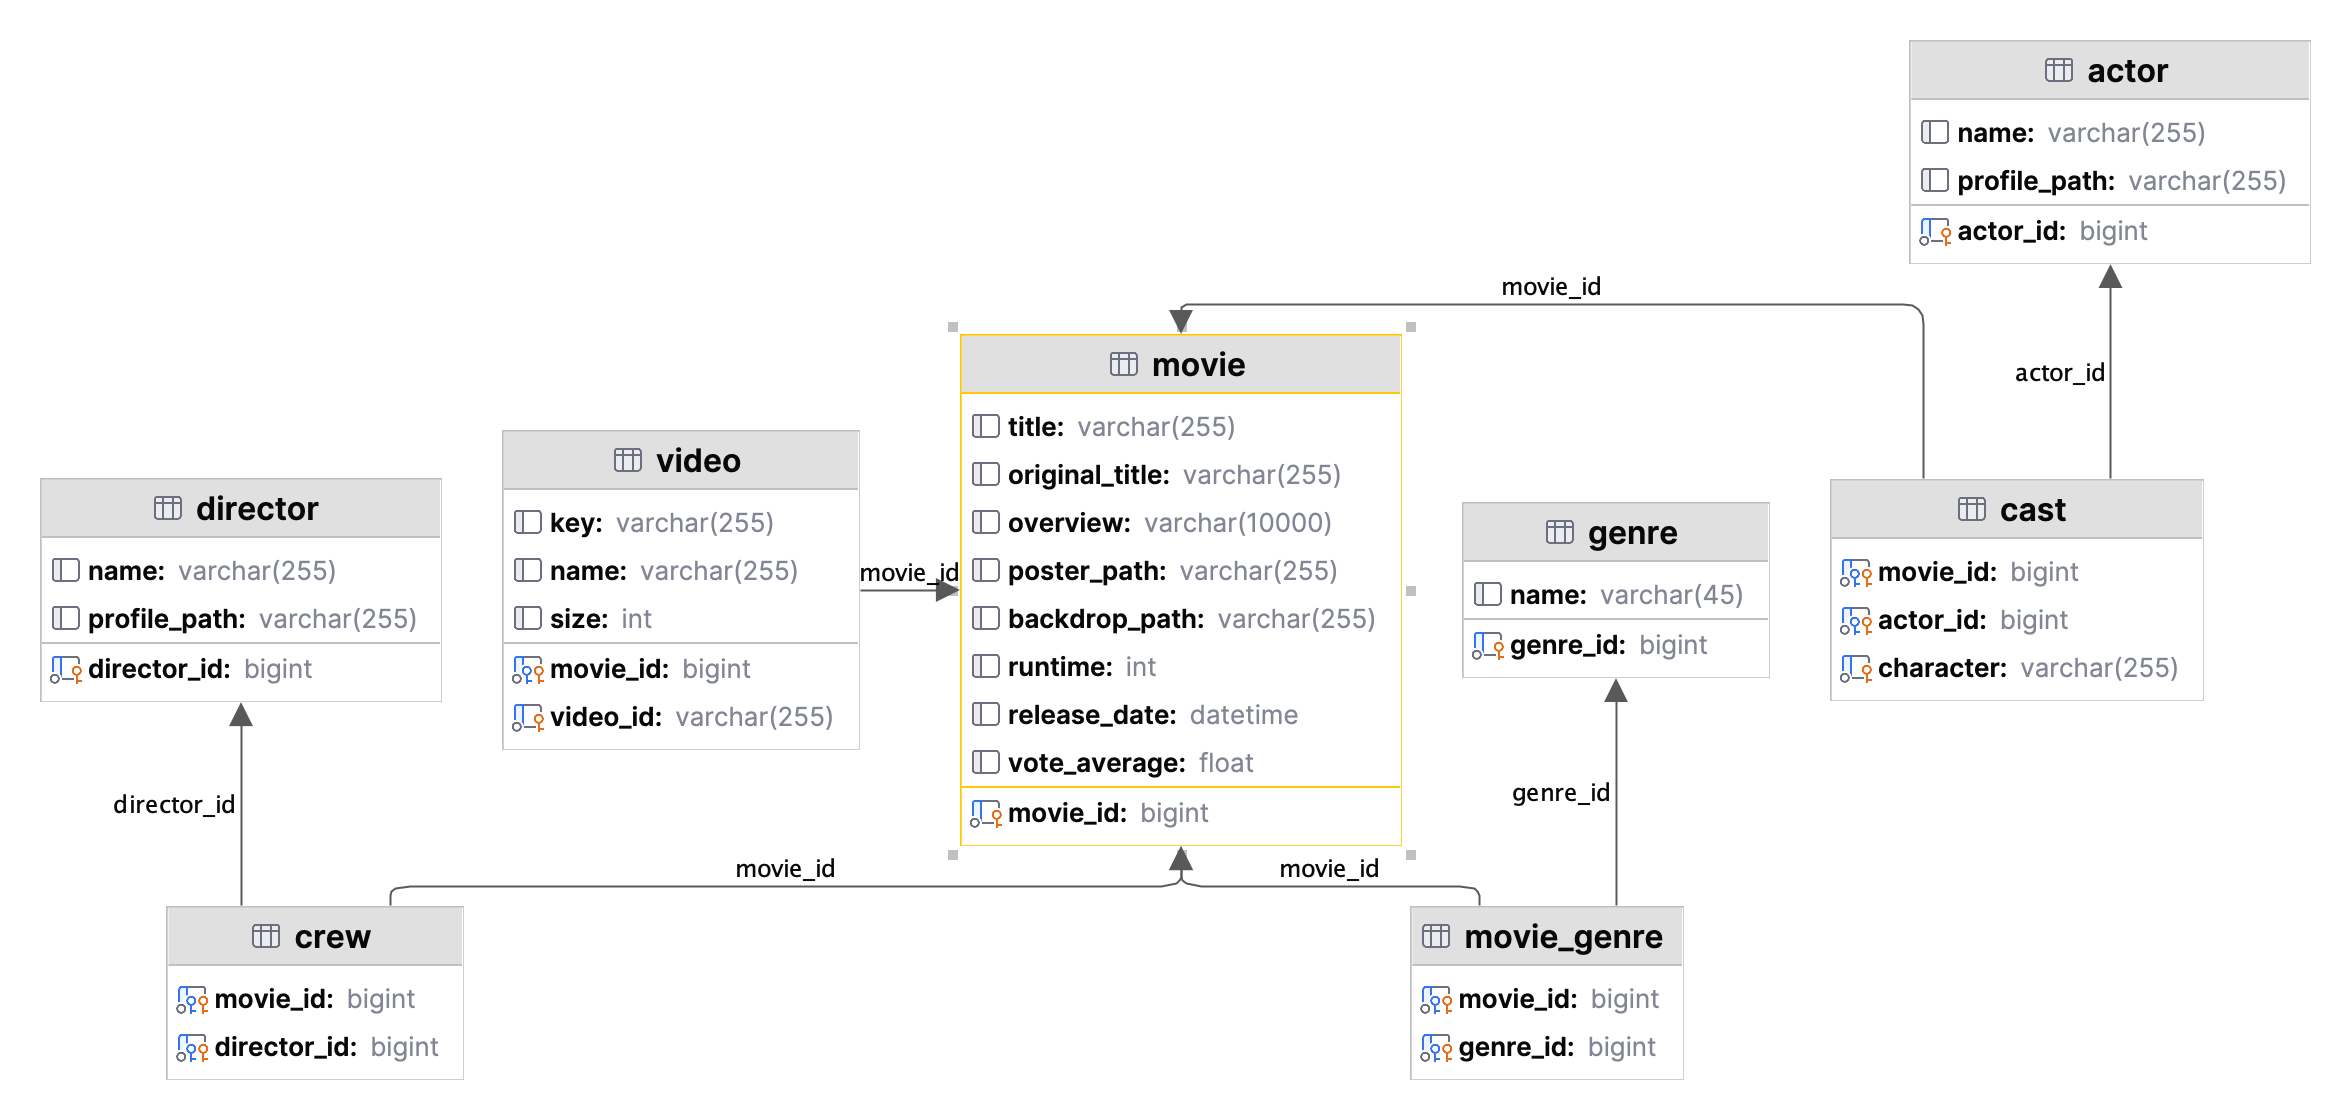 actor
name: varchar(255)
profile_path: varchar(255)
actor_id: bigint
movie_id
actor_id
movie
title: varchar(255)
original_title: varchar(255)
overview: varchar(10000)
poster_path: varchar(255)
backdrop_path: varchar(255)
runtime: int
release_date: datetime
vote_average: float
movie_id: bigint
video
key: varchar(255)
name: varchar(255)
size: int
movie_id: bigint
video_id: varchar(255)
movie_id
director
name: varchar(255)
profile_path: varchar(255)
director_id: bigint
genre
name: varchar(45)
genre_id: bigint
cast
movie_id: bigint
actor_id: bigint
character: varchar(255)
director_id
genre_id
movie_id
movie_id
crew
movie_id: bigint
director_id: bigint
movie_genre
movie_id: bigint
genre_id: bigint